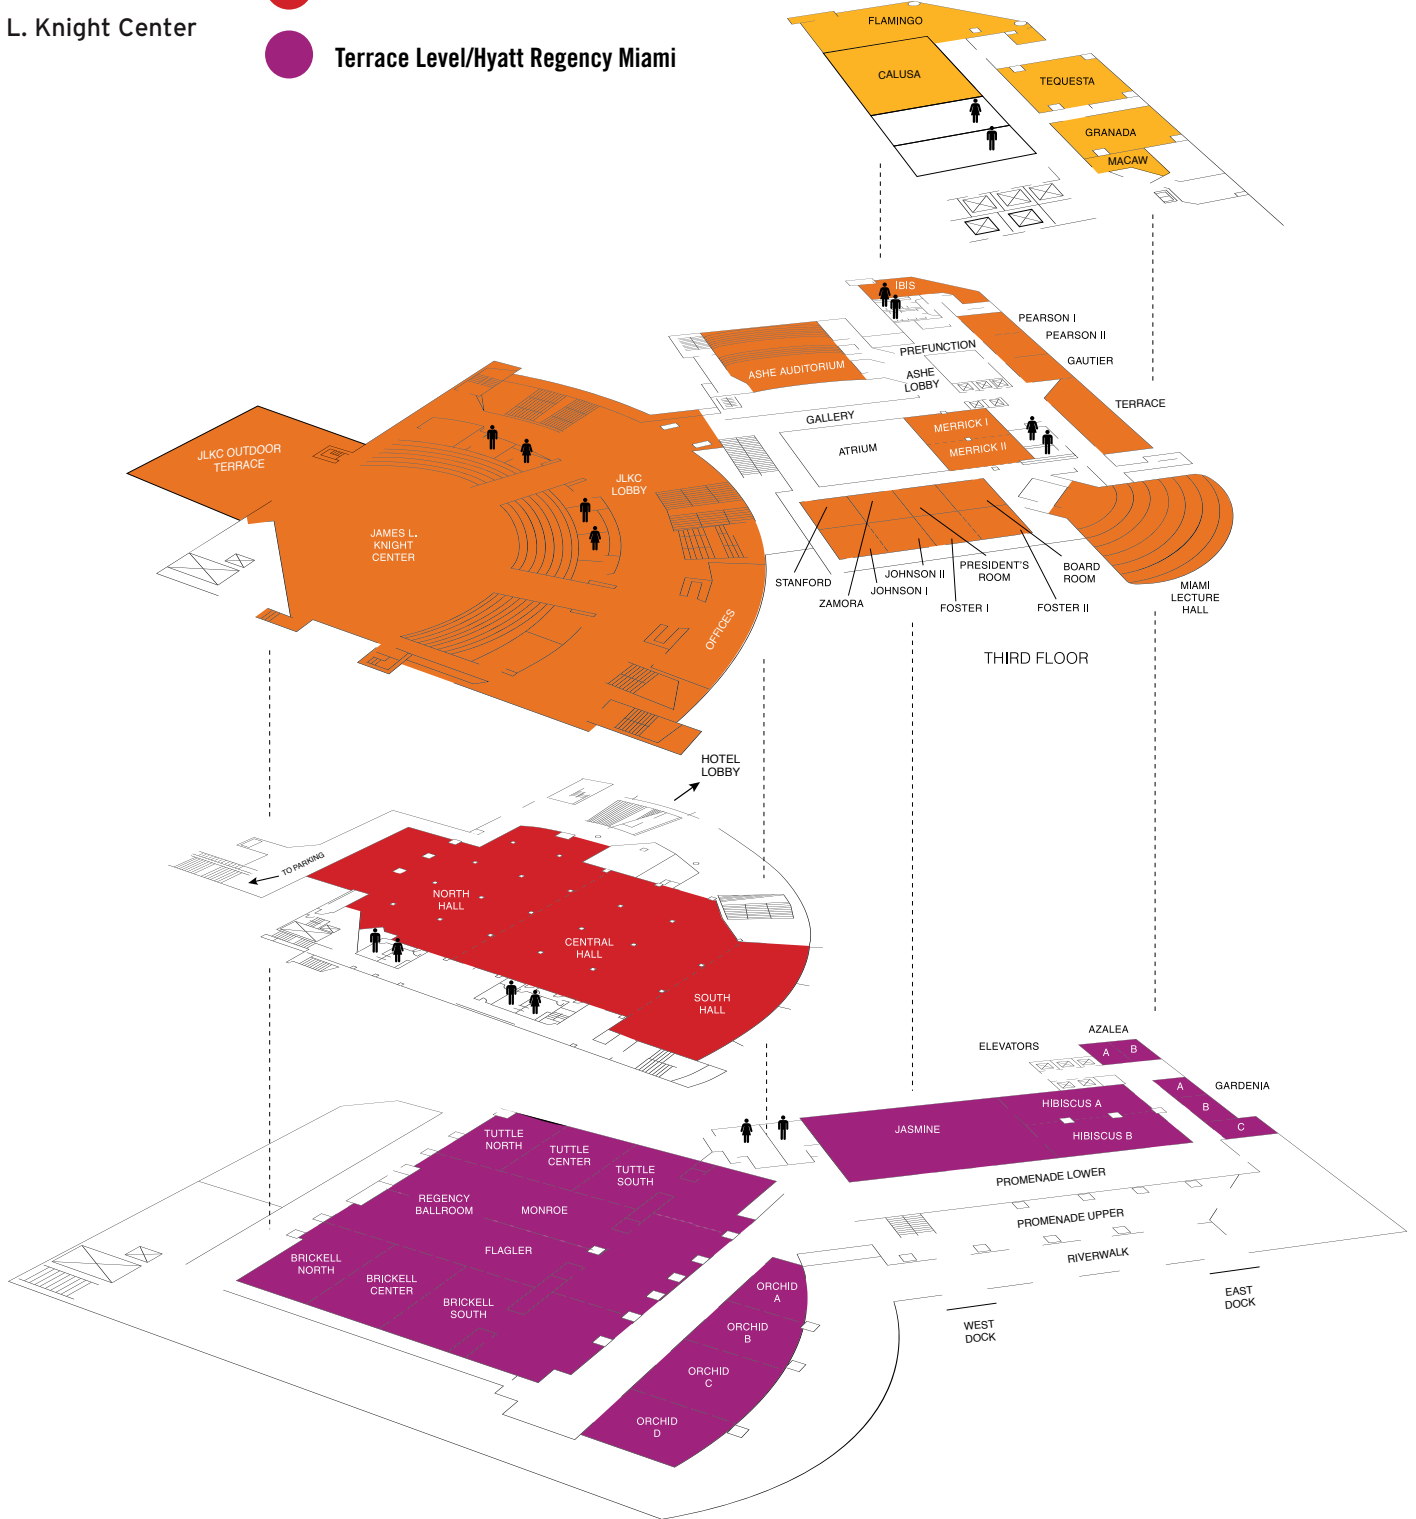 L. Knight Center
Terrace Level/Hyatt Regency Miami
FLAMINGO
CALUSA
TEQUESTA
GRANADA
MACAW
IBIS
PEARSON I
PEARSON II
GAUTIER
PREFUNCTION
ASHE AUDITORIUM
ASHE
LOBBY
TERRACE
GALLERY
MERRICK I
MERRICK II
ATRIUM
JLKC OUTDOOR
TERRACE
JLKC
LOBBY
JAMES L.
KNIGHT
CENTER
OFFICES
STANFORD
ZAMORA
JOHNSON I
JOHNSON II
FOSTER I
PRESIDENT'S
ROOM
BOARD
ROOM
FOSTER II
MIAMI
LECTURE
HALL
THIRD FLOOR
HOTEL
LOBBY
TO PARKING
NORTH
HALL
CENTRAL
HALL
SOUTH
HALL
AZALEA
A
B
ELEVATORS
GARDENIA
A
B
C
HIBISCUS A
HIBISCUS B
JASMINE
PROMENADE LOWER
PROMENADE UPPER
RIVERWALK
EAST
DOCK
WEST
DOCK
TUTTLE
NORTH
TUTTLE
CENTER
TUTTLE
SOUTH
REGENCY
BALLROOM
MONROE
FLAGLER
BRICKELL
NORTH
BRICKELL
CENTER
BRICKELL
SOUTH
ORCHID
A
ORCHID
B
ORCHID
C
ORCHID
D